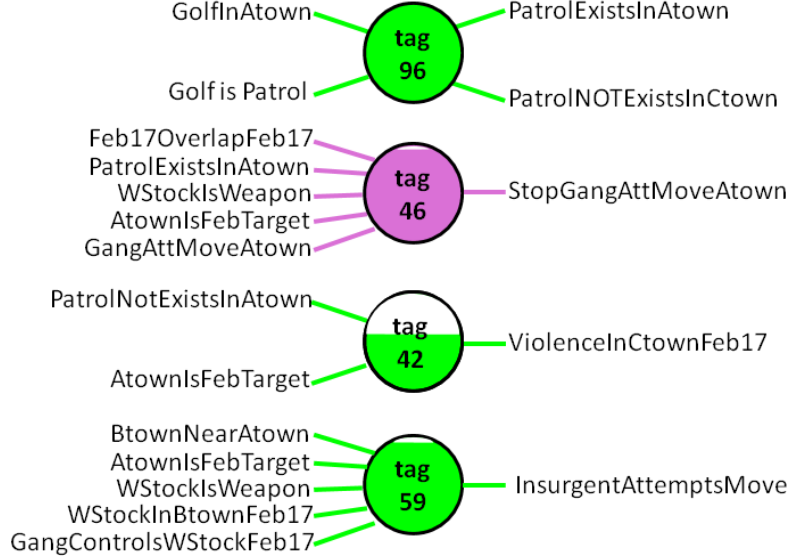 GolfInAtown
Golf is Patrol
tag
96
PatrolExistsInAtown
PatrolNOTExistsInCtown
Feb17OverlapFeb17
PatrolExistsInAtown
WStockIsWeapon
AtownIsFebTarget
GangAttMoveAtown
tag
46
StopGangAttMoveAtown
PatrolNotExistsInAtown
AtownIsFebTarget
tag
42
ViolenceInCtownFeb17
BtownNearAtown
AtownIsFebTarget
WStockIsWeapon
WStockInBtownFeb17
GangControlsWStockFeb17
tag
59
InsurgentAttemptsMove